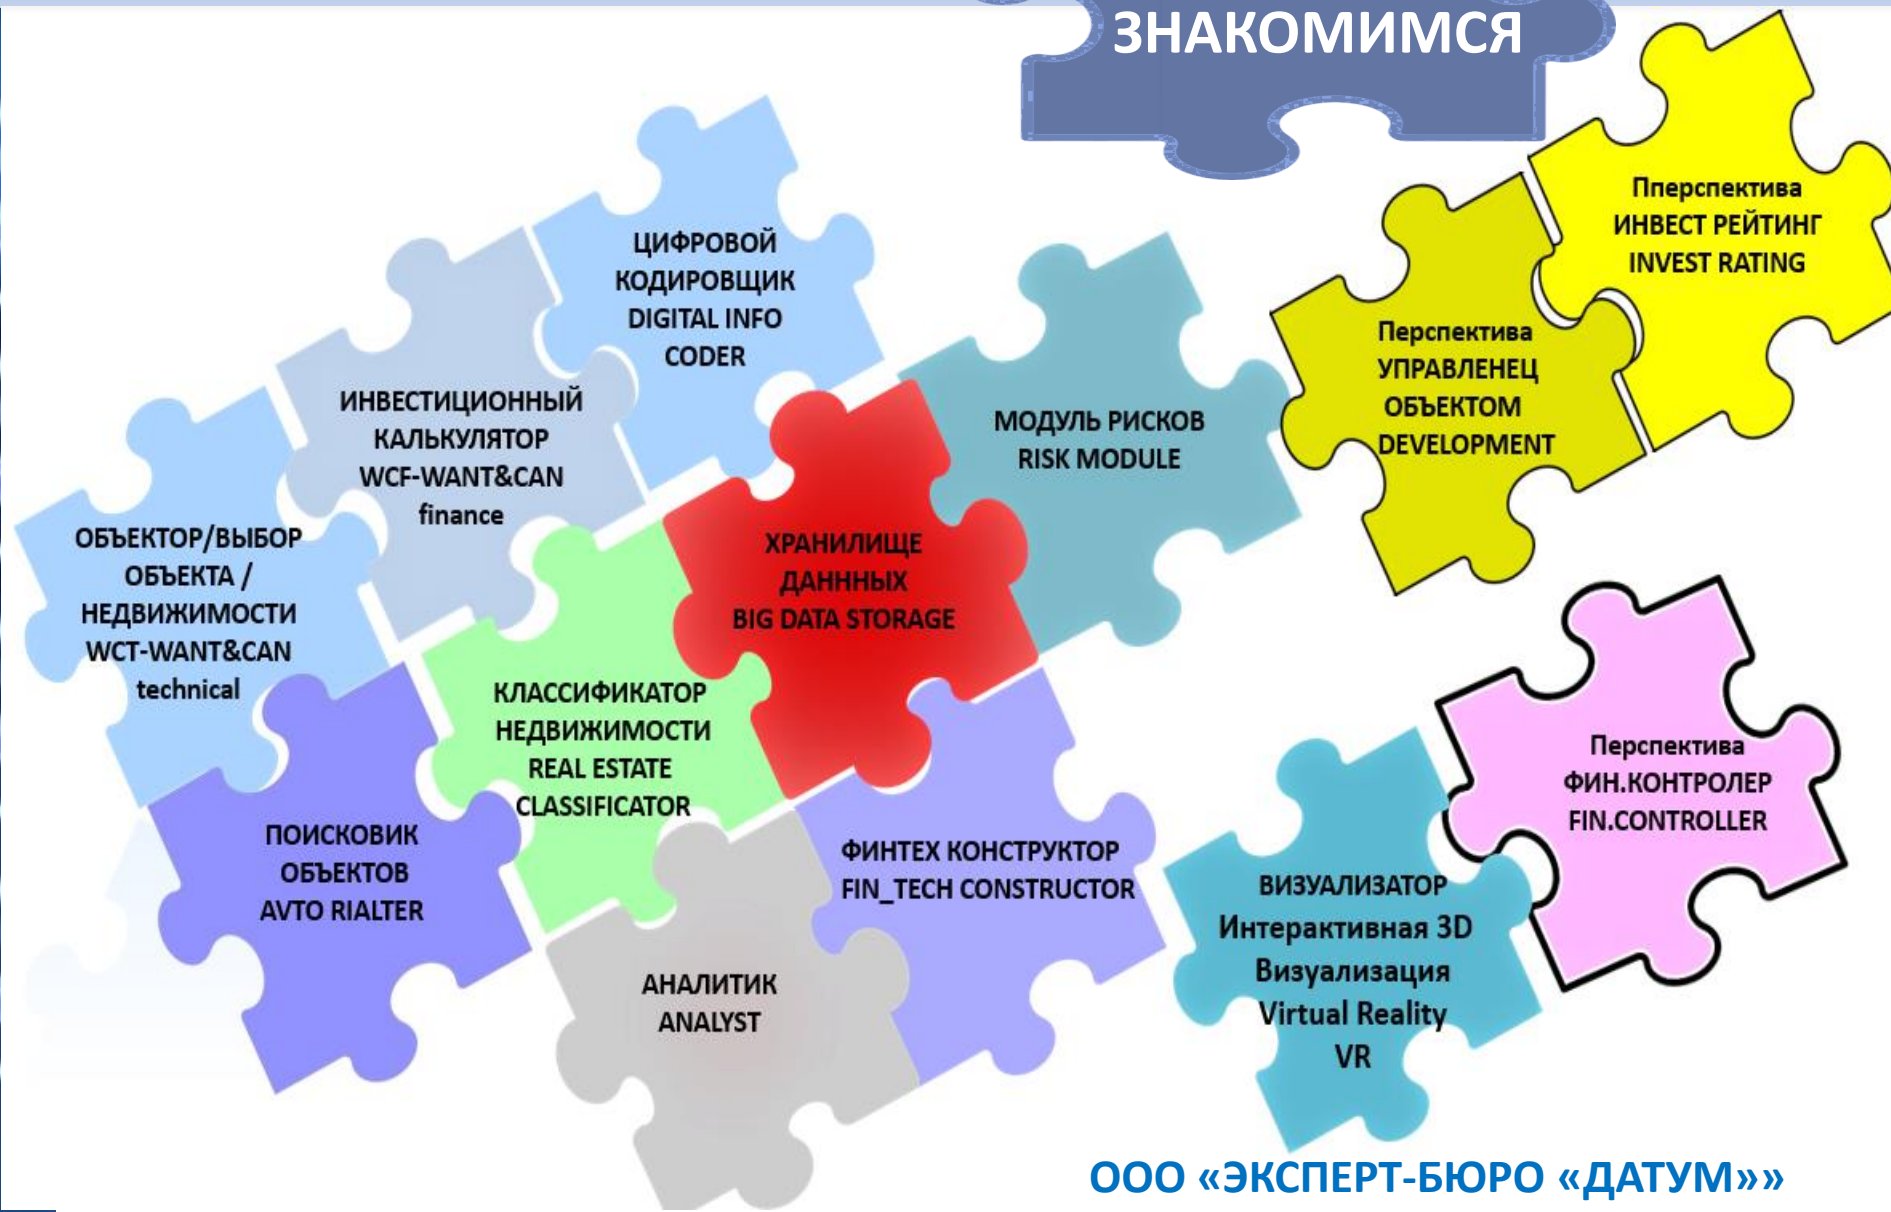 ЗНАКОМИМСЯ
Пперспектива
ИНВЕСТ РЕЙТИНГ
INVEST RATING
ЦИФРОВОЙ
КОДИРОВЩИК
DIGITAL INFO
CODER
Перспектива
УПРАВЛЕНЕЦ
ОБЪЕКТОМ
DEVELOPMENT
ИНВЕСТИЦИОННЫЙ
КАЛЬКУЛЯТОР
WCF-WANT&CAN
finance
МОДУЛЬ РИСКОВ
RISK MODULE
ОБЪЕКТОР/ВЫБОР
ОБЪЕКТА /
НЕДВИЖИМОСТИ
WCT-WANT&CAN
technical
ХРАНИЛИЩЕ
ДАНННЫХ
BIG DATA STORAGE
КЛАССИФИКАТОР
НЕДВИЖИМОСТИ
REAL ESTATE
CLASSIFICATOR
Перспектива
ФИН.КОНТРОЛЕР
FIN.CONTROLLER
ПОИСКОВИК
ОБЪЕКТОВ
AVTO RIALTER
ФИНТЕХ КОНСТРУКТОР
FIN_TECH CONSTRUCTOR
ВИЗУАЛИЗАТОР
Интерактивная 3D
Визуализация
Virtual Reality
VR
АНАЛИТИК
ANALYST
ООО «ЭКСПЕРТ-БЮРО «ДАТУМ»»